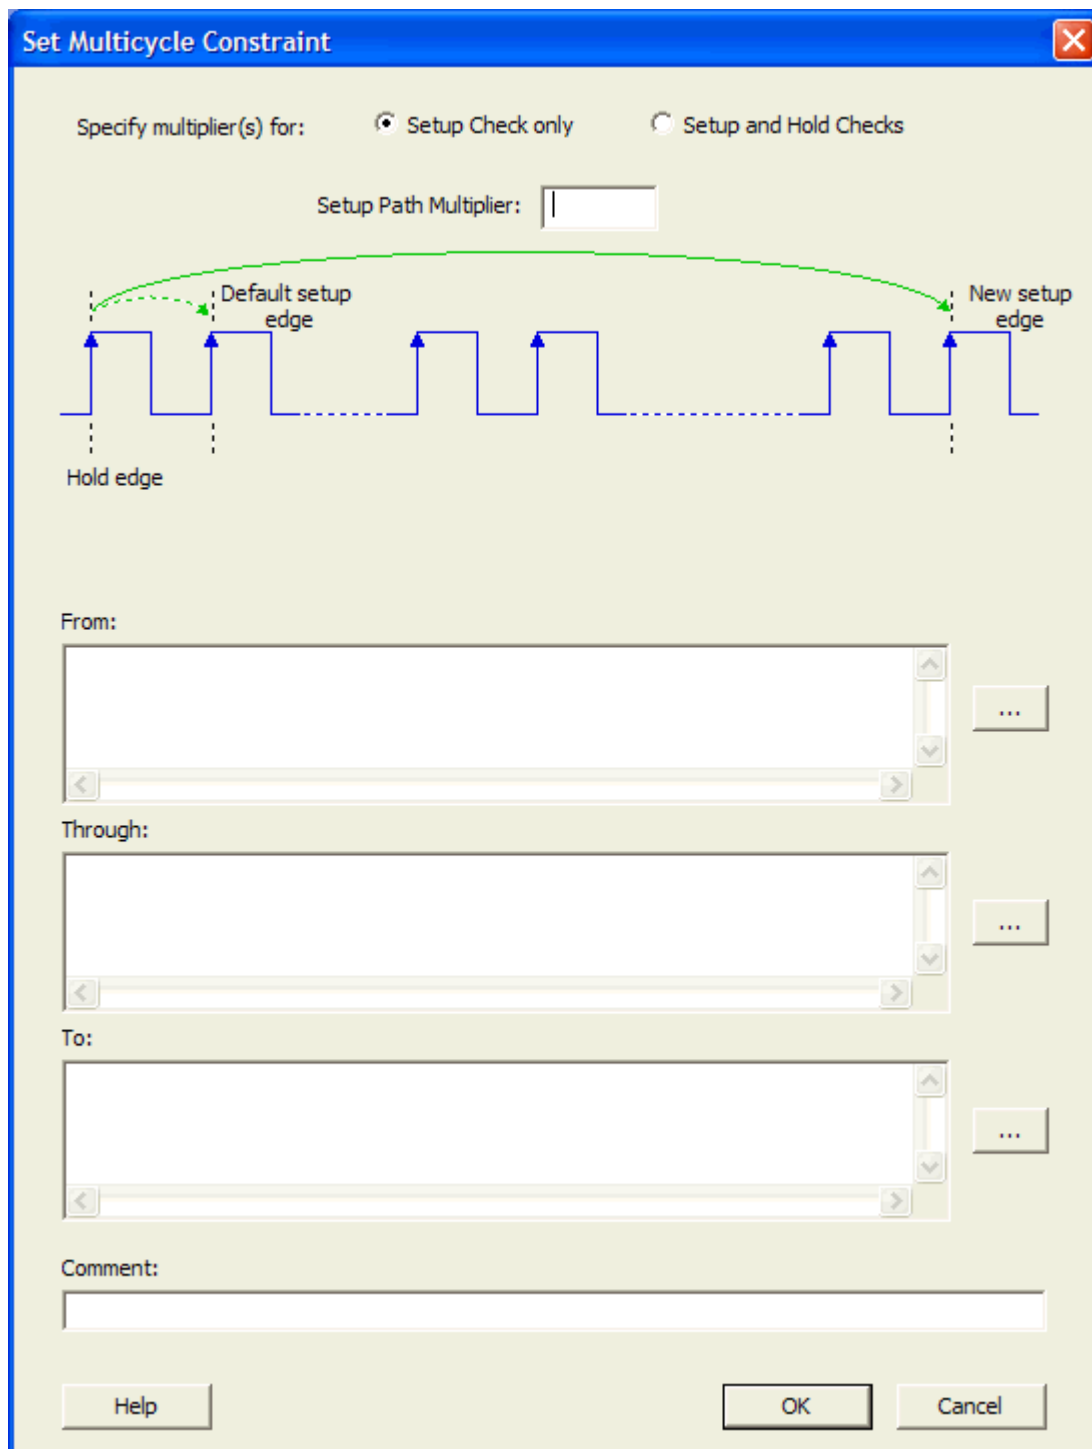 Set Multicycle Constraint
Specify multiplier(s) for: Setup Check only Setup and Hold Checks
Setup Path Multiplier:
Default setup
edge
New setup
edge
Hold edge
From:
...
Through:
...
To:
...
Comment:
Help OK Cancel